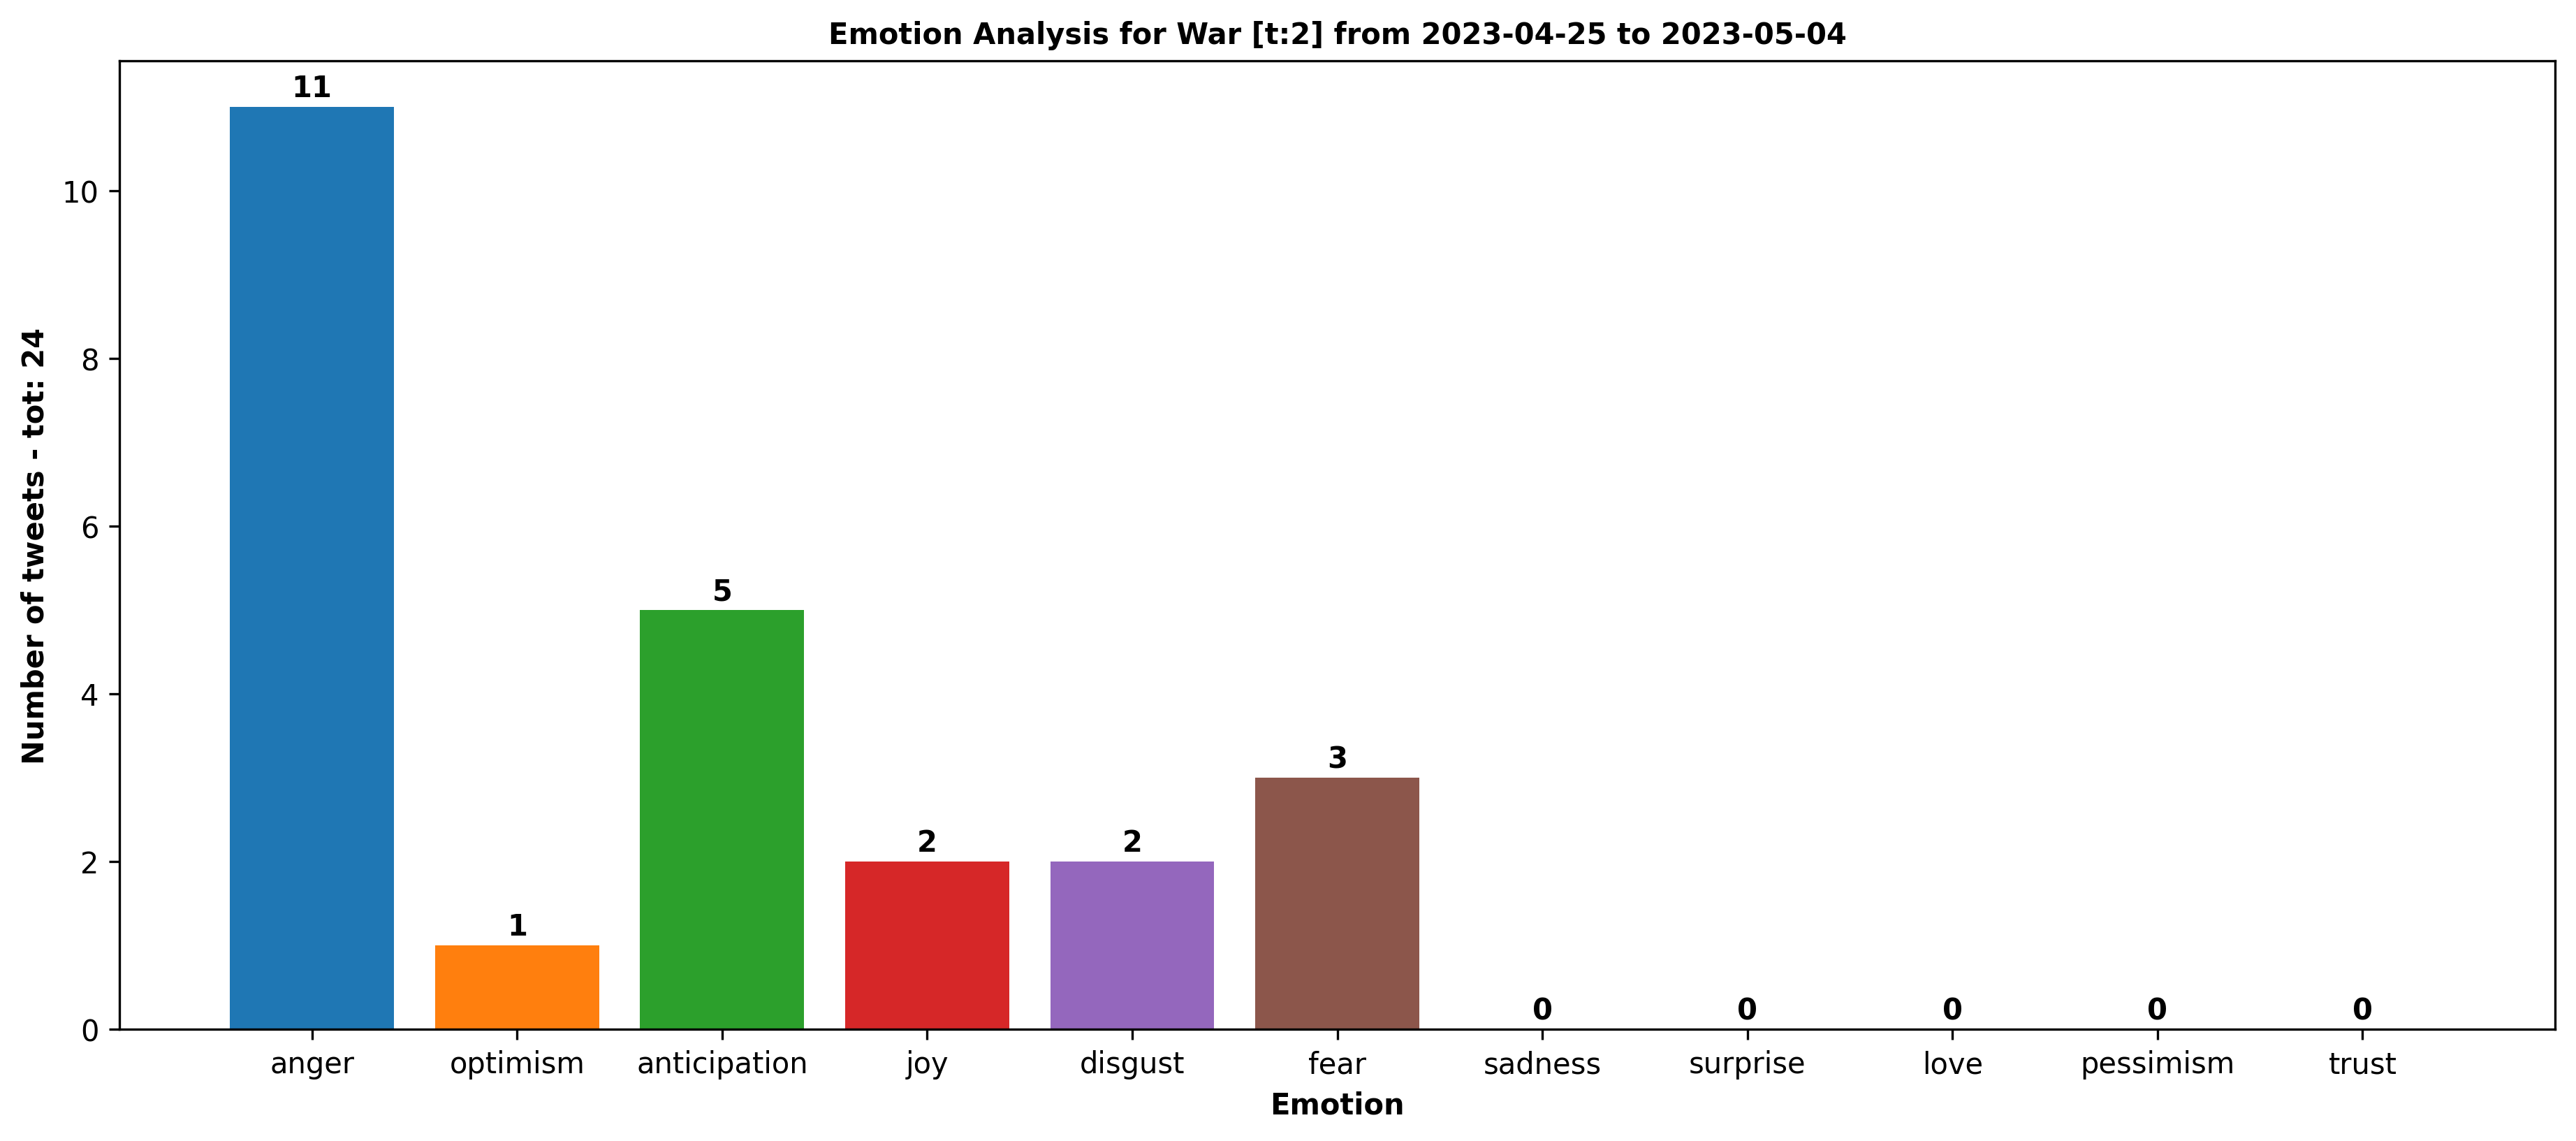 Emotion Analysis for War [t:2] from 2023-04-25 to 2023-05-04
Number of tweets - tot: 24
10
8
6
4
2
0
11
1
5
2
2
3
0
0
0
0
0
anger
optimism
anticipation
joy
disgust
fear
sadness
surprise
love
pessimism
trust
Emotion